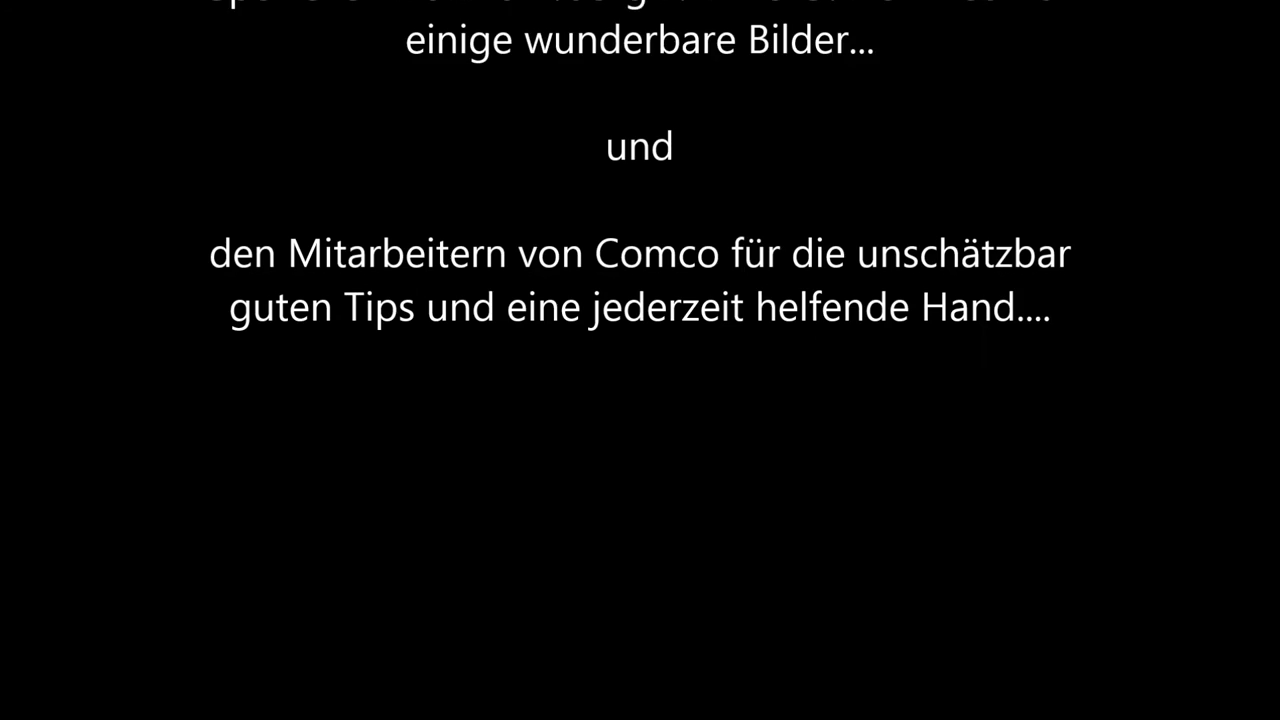 einige wunderbare Bilder...
und
den Mitarbeitern von Comco für die unschätzbar
guten Tips und eine jederzeit helfende Hand....